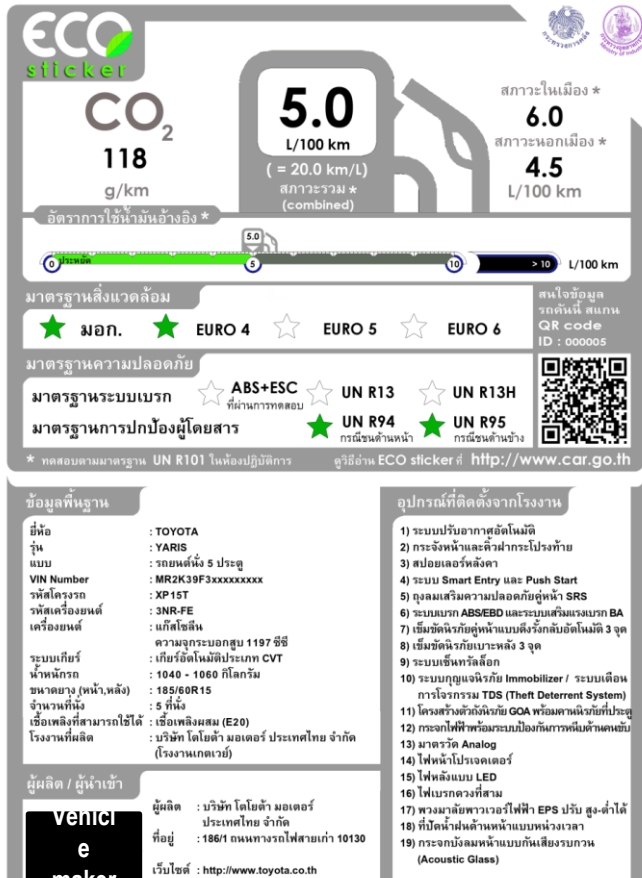 ECO
sticker
กระทรวงการคลัง
กระทรวงอุตสาหกรรม
Ministry of Industry
CO2
118
g/km
5.0
L/100 km
( = 20.0 km/L)
สภาวะรวม *
(combined)
สภาวะในเมือง *
6.0
สภาวะนอกเมือง *
4.5
L/100 km
อัตราการใช้น้ำมันอ้างอิง *
5.0
ประหยัด
0 5 10 > 10 L/100 km
มาตรฐานสิ่งแวดล้อม
มอก. EURO 4 EURO 5 EURO 6
สนใจข้อมูล
รถคันนี้ สแกน
QR code
ID : 000005
มาตรฐานความปลอดภัย
มาตรฐานระบบเบรก ABS+ESC UN R13 UN R13H
ที่ผ่านการทดสอบ
มาตรฐานการปกป้องผู้โดยสาร UN R94 UN R95
กรณีชนด้านหน้า กรณีชนด้านข้าง
* ทดสอบตามมาตรฐาน UN R101 ในห้องปฏิบัติการ ดูวิธีอ่าน ECO sticker ที่ http://www.car.go.th
ข้อมูลพื้นฐาน
ยี่ห้อ : TOYOTA
รุ่น : YARIS
แบบ : รถยนต์นั่ง 5 ประตู
VIN Number : MR2K39F3xxxxxxxxx
รหัสโครงรถ : XP15T
รหัสเครื่องยนต์ : 3NR-FE
เครื่องยนต์ : แก๊สโซลีน
ความจุกระบอกสูบ 1197 ซีซี
ระบบเกียร์ : เกียร์อัตโนมัติประเภท CVT
น้ำหนักรถ : 1040 - 1060 กิโลกรัม
ขนาดยาง (หน้า,หลัง) : 185/60R15
จำนวนที่นั่ง : 5 ที่นั่ง
เชื้อเพลิงที่สามารถใช้ได้ : เชื้อเพลิงผสม (E20)
โรงงานที่ผลิต : บริษัท โตโยต้า มอเตอร์ ประเทศไทย จำกัด
(โรงงานเกตเวย์)
ผู้ผลิต / ผู้นำเข้า
Vehicl
e
maker
ผู้ผลิต : บริษัท โตโยต้า มอเตอร์
ประเทศไทย จำกัด
ที่อยู่ : 186/1 ถนนทางรถไฟสายเก่า 10130
เว็บไซต์ : http://www.toyota.co.th
อุปกรณ์ที่ติดตั้งจากโรงงาน
1) ระบบปรับอากาศอัตโนมัติ
2) กระจังหน้าและคิ้วฝากระโปรงท้าย
3) สปอยเลอร์หลังคา
4) ระบบ Smart Entry และ Push Start
5) ถุงลมเสริมความปลอดภัยคู่หน้า SRS
6) ระบบเบรก ABS/EBD และระบบเสริมแรงเบรก BA
7) เข็มขัดนิรภัยคู่หน้าแบบดึงรั้งกลับอัตโนมัติ 3 จุด
8) เข็มขัดนิรภัยเบาะหลัง 3 จุด
9) ระบบเซ็นทรัลล็อก
10) ระบบกุญแจนิรภัย Immobilizer / ระบบเตือน
การโจรกรรม TDS (Theft Deterrent System)
11) โครงสร้างตัวถังนิรภัย GOA พร้อมคานนิรภัยที่ประตู
12) กระจกไฟฟ้าพร้อมระบบป้องกันการหนีบด้านคนขับ
13) มาตรวัด Analog
14) ไฟหน้าโปรเจคเตอร์
15) ไฟหลังแบบ LED
16) ไฟเบรกดวงที่สาม
17) พวงมาลัยพาวเวอร์ไฟฟ้า EPS ปรับ สูง-ต่ำได้
18) ที่ปัดน้ำฝนด้านหน้าแบบหน่วงเวลา
19) กระจกบังลมหน้าแบบกันเสียงรบกวน
(Acoustic Glass)